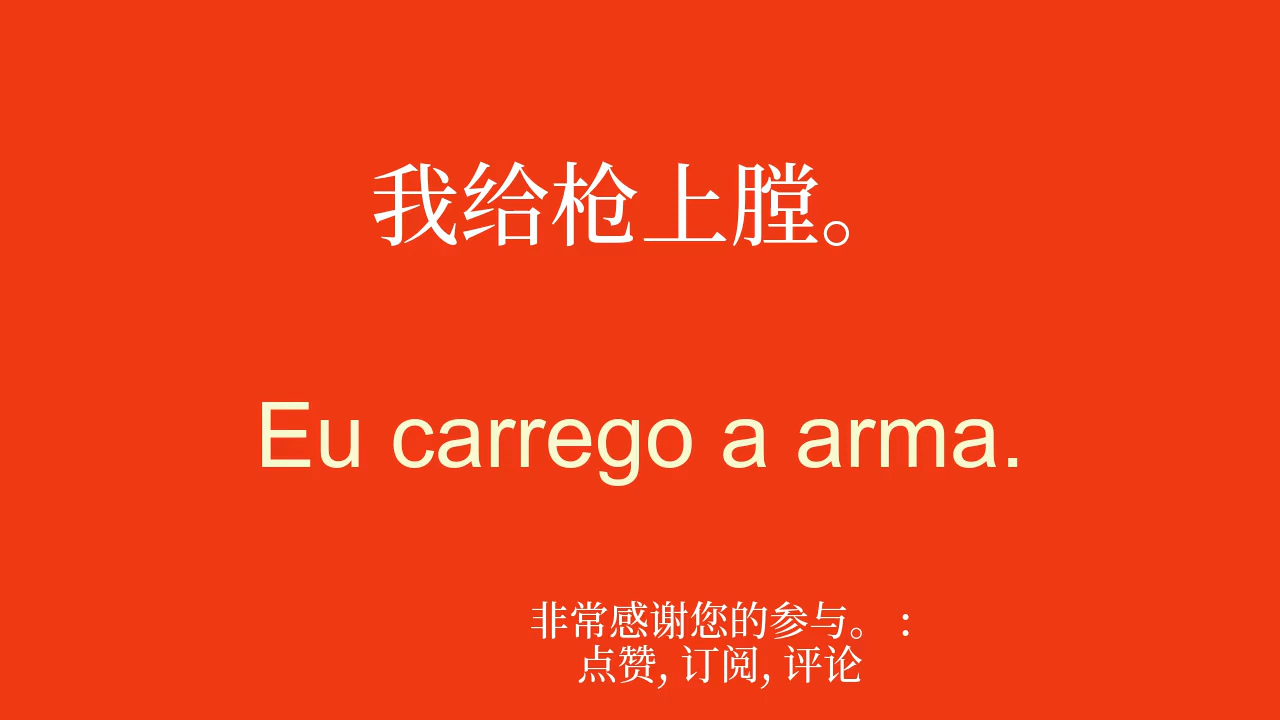 我给枪上膛。
Eu carrego a arma.
非常感谢您的参与。 :
点赞, 订阅, 评论